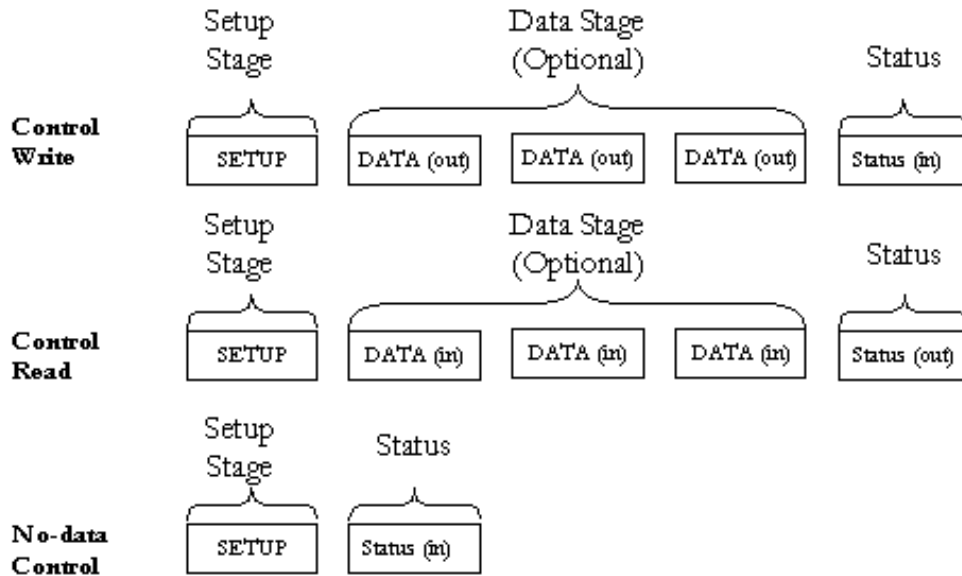 Setup
Stage
Data Stage
(Optional)
Status
Control
Write
SETUP
DATA (out)
DATA (out)
DATA (out)
Status (in)
Setup
Stage
Data Stage
(Optional)
Status
Control
Read
SETUP
DATA (in)
DATA (in)
DATA (in)
Status (out)
Setup
Stage
Status
No-data
Control
SETUP
Status (in)